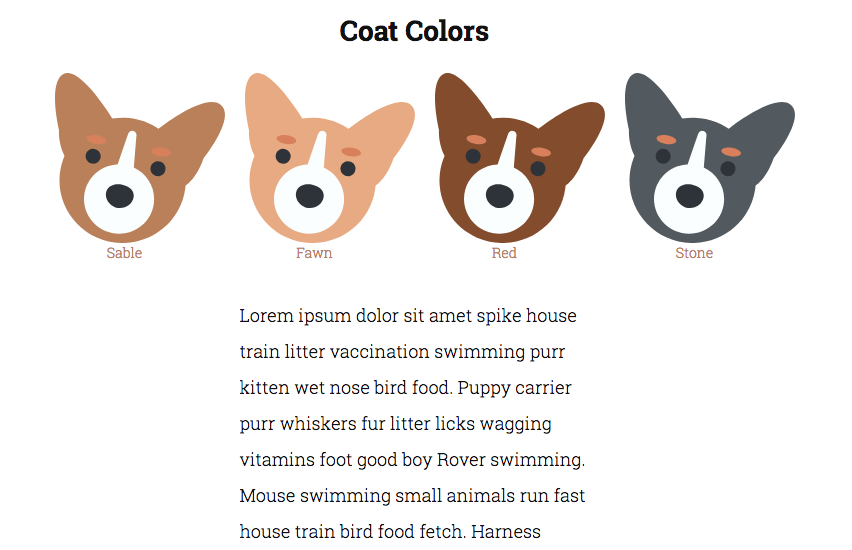 Coat Colors
Sable
Fawn
Red
Stone
Lorem ipsum dolor sit amet spike house
train litter vaccination swimming purr
kitten wet nose bird food. Puppy carrier
purr whiskers fur litter licks wagging
vitamins foot good boy Rover swimming.
Mouse swimming small animals run fast
house train bird food fetch. Harness